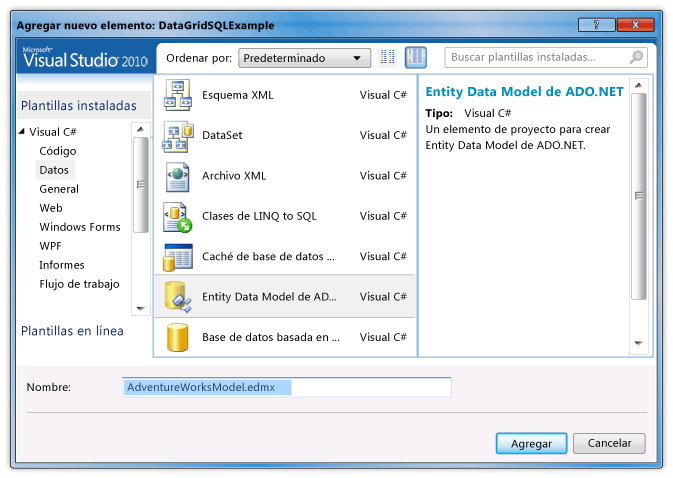 Agregar nuevo elemento: DataGridSQLExample
Microsoft®
Visual Studio 2010
Ordenar por: Predeterminado
Buscar plantillas instaladas...
Plantillas instaladas
Visual C#
Código
Datos
General
Web
Windows Forms
WPF
Informes
Flujo de trabajo
Plantillas en línea
Esquema XML Visual C#
DataSet Visual C#
Archivo XML Visual C#
Clases de LINQ to SQL Visual C#
Caché de base de datos ... Visual C#
Entity Data Model de AD... Visual C#
Base de datos basada en ... Visual C#
Entity Data Model de ADO.NET
Tipo: Visual C#
Un elemento de proyecto para crear
Entity Data Model de ADO.NET.
Nombre: AdventureWorksModel.edmx
Agregar Cancelar